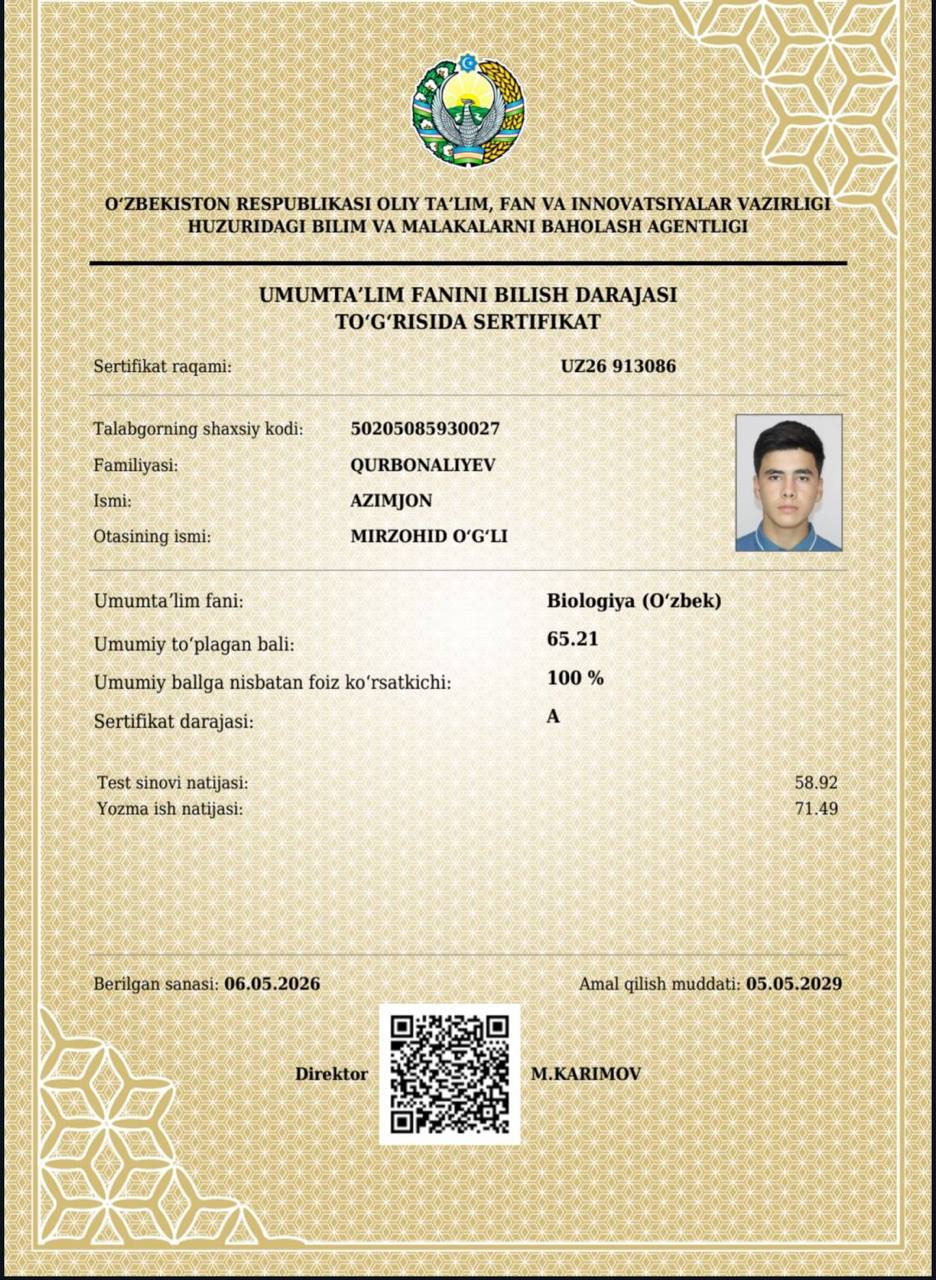 O‘ZBEKISTON RESPUBLIKASI OLIY TA’LIM, FAN VA INNOVATSIYALAR VAZIRLIGI
HUZURIDAGI BILIM VA MALAKALARNI BAHOLASH AGENTLIGI
UMUMTA’LIM FANINI BILISH DARAJASI
TO‘G‘RISIDA SERTIFIKAT
Sertifikat raqami: UZ26 913086
Talabgorning shaxsiy kodi: 50205085930027
Familiyasi: QURBONALIYEV
Ismi: AZIMJON
Otasining ismi: MIRZOHID O‘G‘LI
Umumta’lim fani: Biologiya (O‘zbek)
Umumiy to‘plagan bali: 65.21
Umumiy ballga nisbatan foiz ko‘rsatkichi: 100 %
Sertifikat darajasi: A
Test sinovi natijasi: 58.92
Yozma ish natijasi: 71.49
Berilgan sanasi: 06.05.2026 Amal qilish muddati: 05.05.2029
Direktor M.KARIMOV